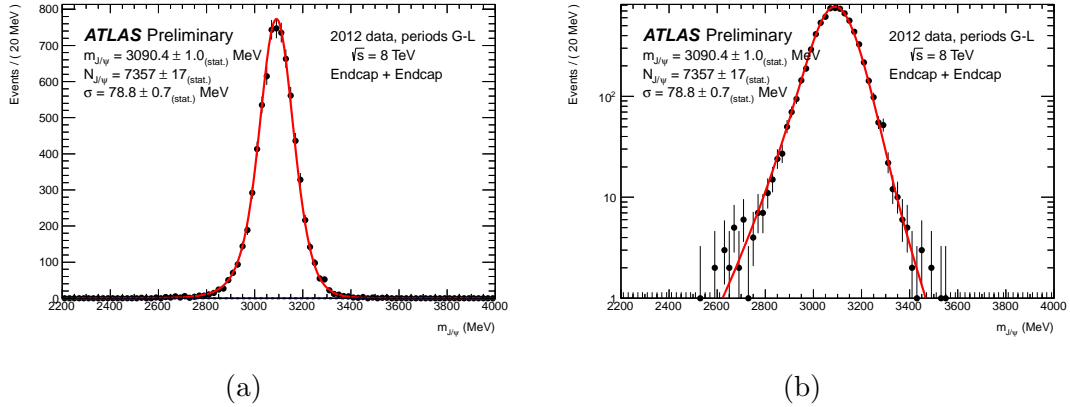 Events / ( 20 MeV )
800
700
600
500
400
300
200
100
0
ATLAS Preliminary
m_{J/ψ} = 3090.4 ± 1.0_{(stat.)} MeV
N_{J/ψ} = 7357 ± 17_{(stat.)}
σ = 78.8 ± 0.7_{(stat.)} MeV
2012 data, periods G-L
√s = 8 TeV
Endcap + Endcap
2200 2400 2600 2800 3000 3200 3400 3600 3800 4000
m_{J/ψ} (MeV)
(a)
Events / ( 20 MeV )
10²
10
1
ATLAS Preliminary
m_{J/ψ} = 3090.4 ± 1.0_{(stat.)} MeV
N_{J/ψ} = 7357 ± 17_{(stat.)}
σ = 78.8 ± 0.7_{(stat.)} MeV
2012 data, periods G-L
√s = 8 TeV
Endcap + Endcap
2200 2400 2600 2800 3000 3200 3400 3600 3800 4000
m_{J/ψ} (MeV)
(b)